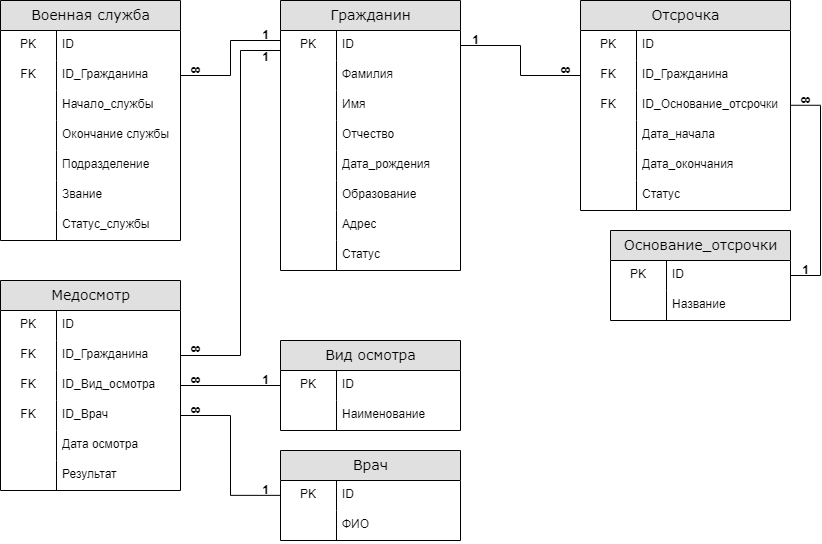 Военная служба
PK ID
FK ID_Гражданина
Начало_службы
Окончание службы
Подразделение
Звание
Статус_службы
Гражданин
PK ID
Фамилия
Имя
Отчество
Дата_рождения
Образование
Адрес
Статус
Отсрочка
PK ID
FK ID_Гражданина
FK ID_Основание_отсрочки
Дата_начала
Дата_окончания
Статус
Основание_отсрочки
PK ID
Название
Медосмотр
PK ID
FK ID_Гражданина
FK ID_Вид_осмотра
FK ID_Врач
Дата осмотра
Результат
Вид осмотра
PK ID
Наименование
Врач
PK ID
ФИО
∞ 1
1
1 ∞
∞
1
∞
∞ 1
∞
1